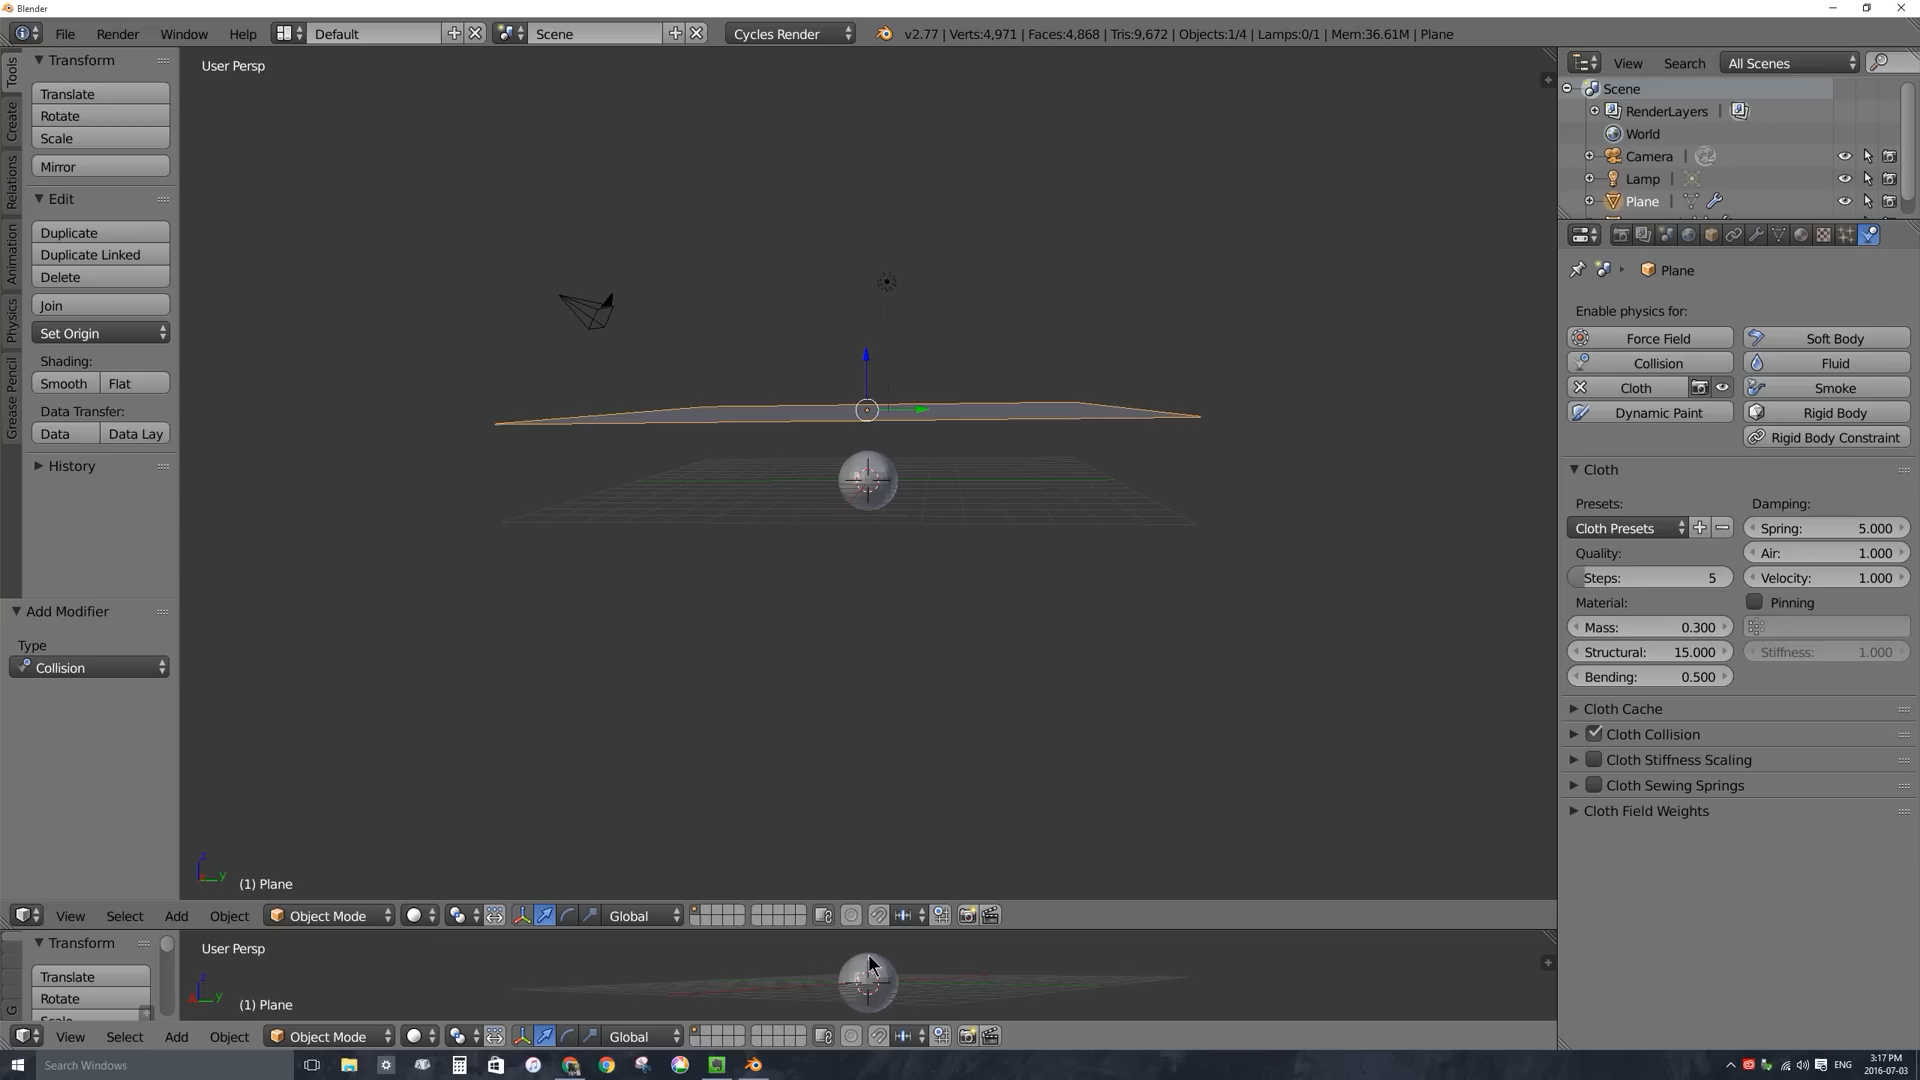 Blender
File Render Window Help Default Scene Cycles Render v2.77 | Verts:4,971 | Faces:4,868 | Tris:9,672 | Objects:1/4 | Lamps:0/1 | Mem:36.61M | Plane
Tools
Create
Relations
Animation
Physics
Grease Pencil
Transform
Translate
Rotate
Scale
Mirror
Edit
Duplicate
Duplicate Linked
Delete
Join
Set Origin
Shading:
Smooth Flat
Data Transfer:
Data Data Lay
History
Add Modifier
Type
Collision
User Persp
z
y
(1) Plane
View Select Add Object Object Mode Global
Transform
Translate
Rotate
Scale
G
User Persp
z
y
(1) Plane
View Select Add Object Object Mode Global
View Search All Scenes
Scene
RenderLayers |
World
Camera |
Lamp |
Plane |
Plane
Enable physics for:
Force Field Soft Body
Collision Fluid
Cloth Smoke
Dynamic Paint Rigid Body
Rigid Body Constraint
Cloth
Presets: Damping:
Cloth Presets Spring: 5.000
Quality: Air: 1.000
Steps: 5 Velocity: 1.000
Material: Pinning
Mass: 0.300
Structural: 15.000 Stiffness: 1.000
Bending: 0.500
Cloth Cache
Cloth Collision
Cloth Stiffness Scaling
Cloth Sewing Springs
Cloth Field Weights
Search Windows
ENG
3:17 PM
2016-07-03